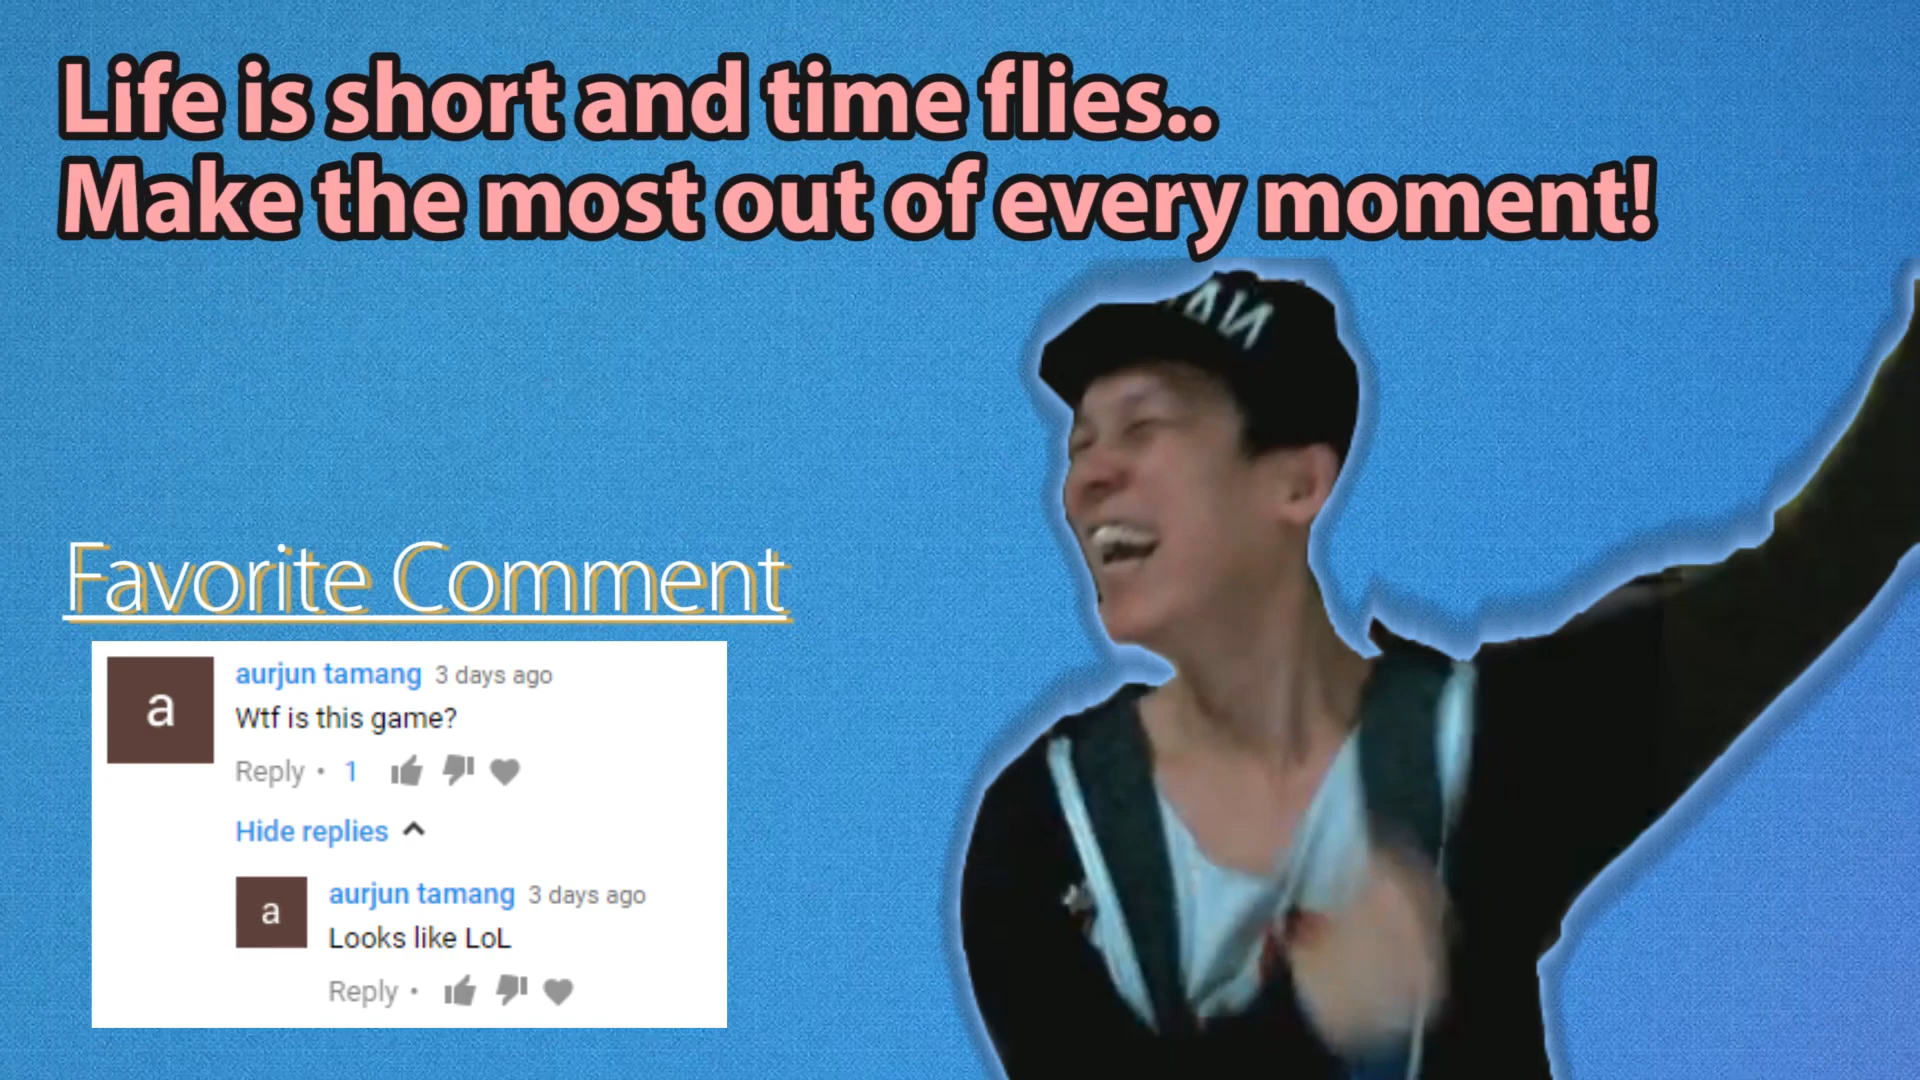 Life is short and time flies..
Make the most out of every moment!
Favorite Comment
a
aurjun tamang 3 days ago
Wtf is this game?
Reply • 1
Hide replies
a
aurjun tamang 3 days ago
Looks like LoL
Reply •